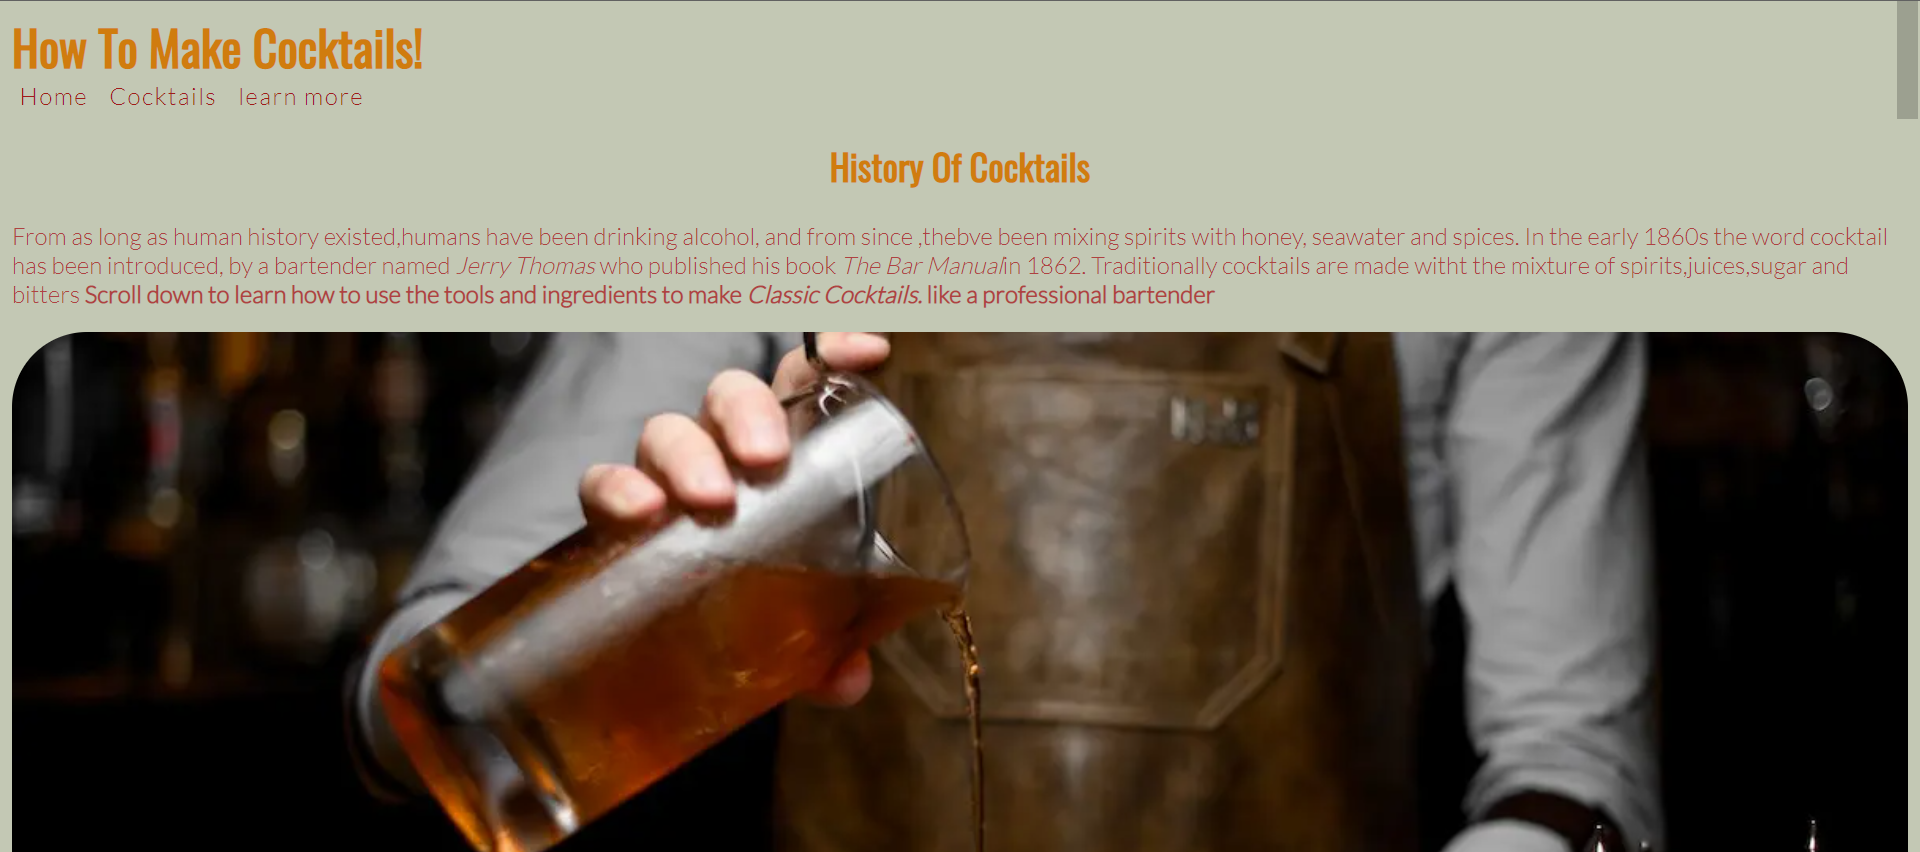 How To Make Cocktails!
Home Cocktails learn more
History Of Cocktails
From as long as human history existed,humans have been drinking alcohol, and from since ,thebve been mixing spirits with honey, seawater and spices. In the early 1860s the word cocktail
has been introduced, by a bartender named Jerry Thomas who published his book The Bar Manualin 1862. Traditionally cocktails are made witht the mixture of spirits,juices,sugar and
bitters Scroll down to learn how to use the tools and ingredients to make Classic Cocktails. like a professional bartender